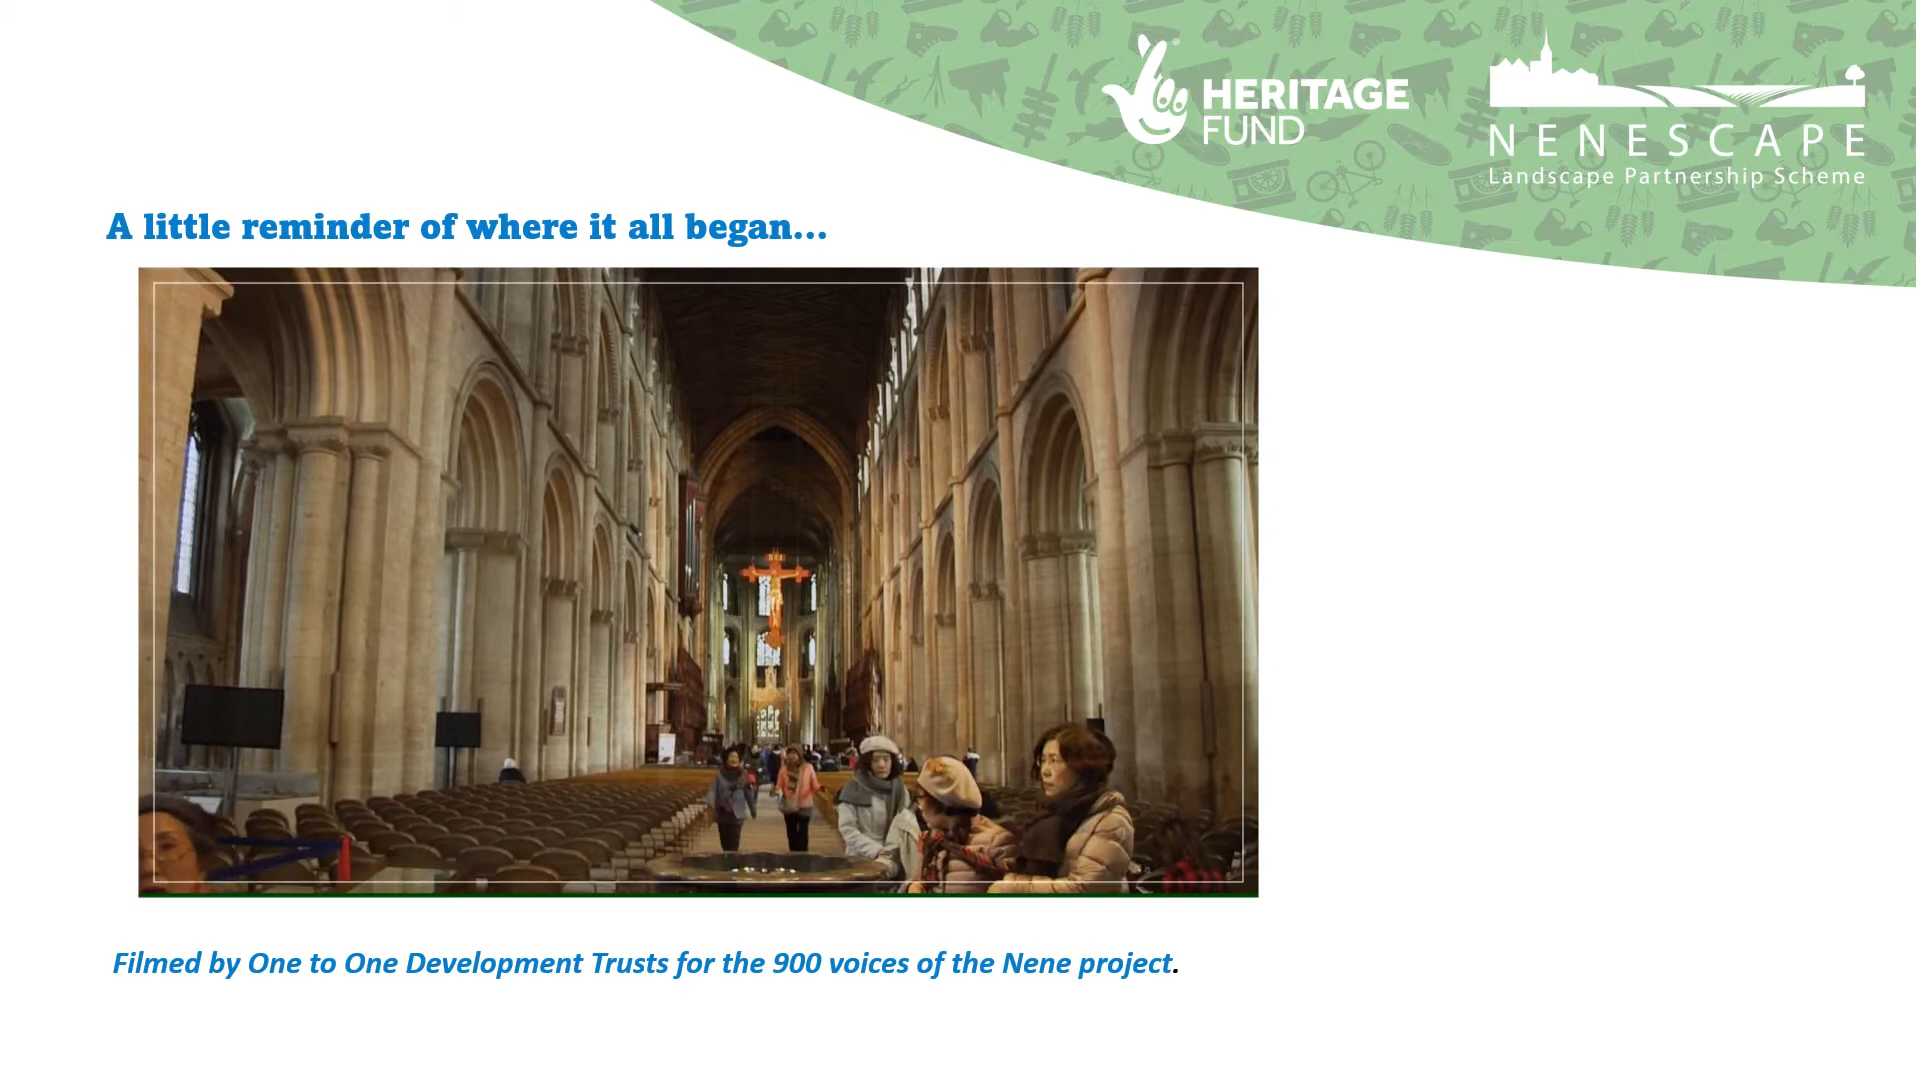 HERITAGE
FUND
NENESCAPE
Landscape Partnership Scheme
A little reminder of where it all began...
Filmed by One to One Development Trusts for the 900 voices of the Nene project.